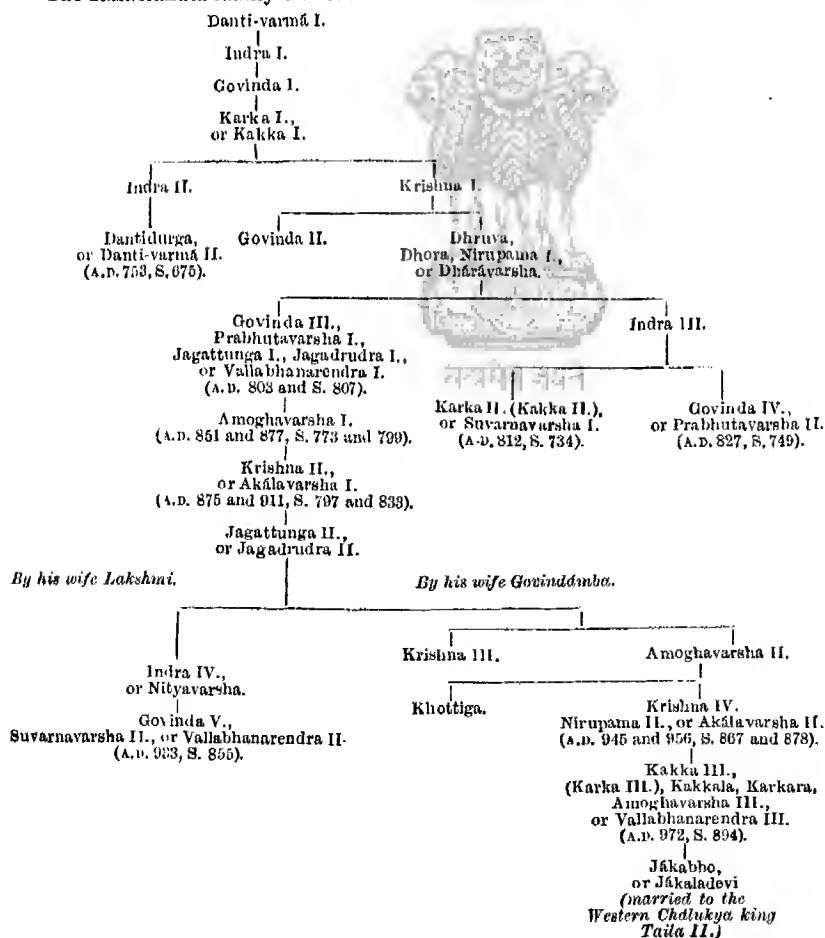 Danti-varmá I.
Indra I.
Govinda I.
Karka I.,
or Kakka I.
Indra II.
Krishna I.
Dantidurga,
or Danti-varmá II.
(A.D. 753, S. 675).
Govinda II.
Dhruva,
Dhora, Nirupama I.,
or Dhárávarsha.
Govinda III.,
Prabhutavarsha I.,
Jagattunga I., Jagadrudra I.,
or Vallabhanarendra I.
(A.D. 803 and S. 807).
Indra III.
Amoghavarsha I.
(A.D. 851 and 877, S. 773 and 799).
Karka II. (Kakka II.),
or Suvarnavarsha I.
(A.D. 812, S. 734).
Govinda IV.,
or Prabhutavarsha II.
(A.D. 827, S. 749).
Krishna II.,
or Akálavarsha I.
(A.D. 875 and 911, S. 797 and 833).
Jagattunga II.,
or Jagadrudra II.
By his wife Lakshmi.
By his wife Govindámba.
Indra IV.,
or Nityavarsha.
Krishna III.
Amoghavarsha II.
Govinda V.,
Suvarnavarsha II., or Vallabhanarendra II.
(A.D. 933, S. 855).
Khottiga.
Krishna IV.
Nirupama II., or Akálavarsha II.
(A.D. 945 and 956, S. 867 and 878).
Kakka III.,
(Karka III.), Kakkala, Karkara,
Amoghavarsha III.,
or Vallabhanarendra III.
(A.D. 972, S. 894).
Jákabbo,
or Jákaladevi
(married to the
Western Chálukya king
Taila II.)
सत्यमेव जयते